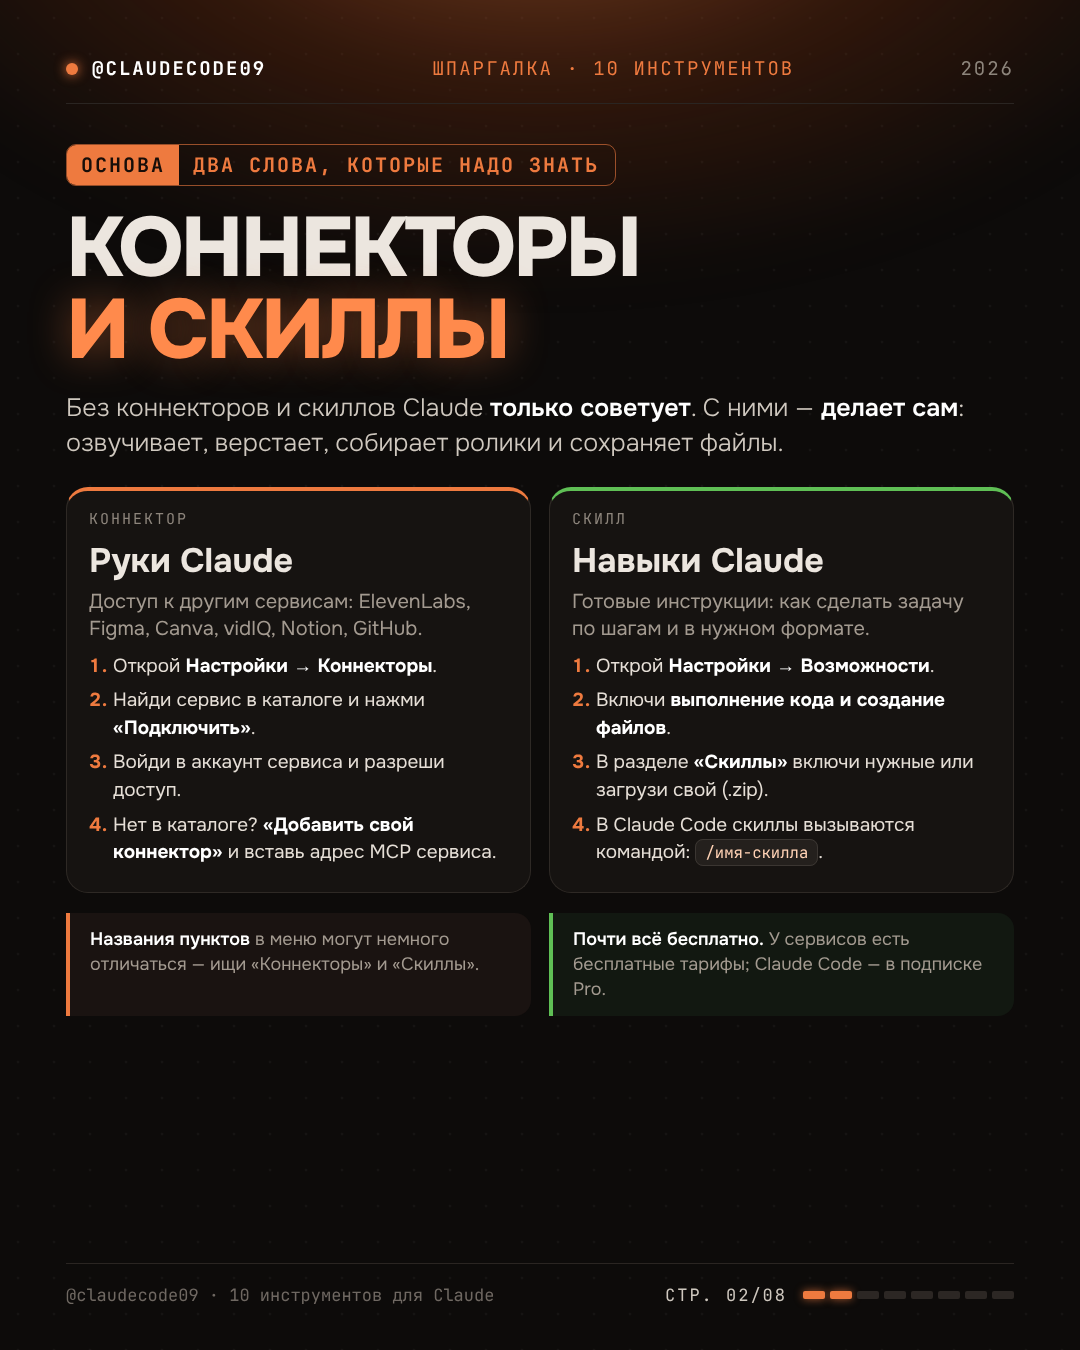 @CLAUDECODE09
ШПАРГАЛКА · 10 ИНСТРУМЕНТОВ
2026
ОСНОВА ДВА СЛОВА, КОТОРЫЕ НАДО ЗНАТЬ
КОННЕКТОРЫ
И СКИЛЛЫ
Без коннекторов и скиллов Claude только советует. С ними — делает сам:
озвучивает, верстает, собирает ролики и сохраняет файлы.
КОННЕКТОР
Руки Claude
Доступ к другим сервисам: ElevenLabs,
Figma, Canva, vidIQ, Notion, GitHub.
1. Открой Настройки → Коннекторы.
2. Найди сервис в каталоге и нажми
«Подключить».
3. Войди в аккаунт сервиса и разреши
доступ.
4. Нет в каталоге? «Добавить свой
коннектор» и вставь адрес MCP сервиса.
СКИЛЛ
Навыки Claude
Готовые инструкции: как сделать задачу
по шагам и в нужном формате.
1. Открой Настройки → Возможности.
2. Включи выполнение кода и создание
файлов.
3. В разделе «Скиллы» включи нужные или
загрузи свой (.zip).
4. В Claude Code скиллы вызываются
командой: /имя-скилла.
Названия пунктов в меню могут немного
отличаться — ищи «Коннекторы» и «Скиллы».
Почти всё бесплатно. У сервисов есть
бесплатные тарифы; Claude Code — в подписке
Pro.
@claudecode09 · 10 инструментов для Claude
СТР. 02/08